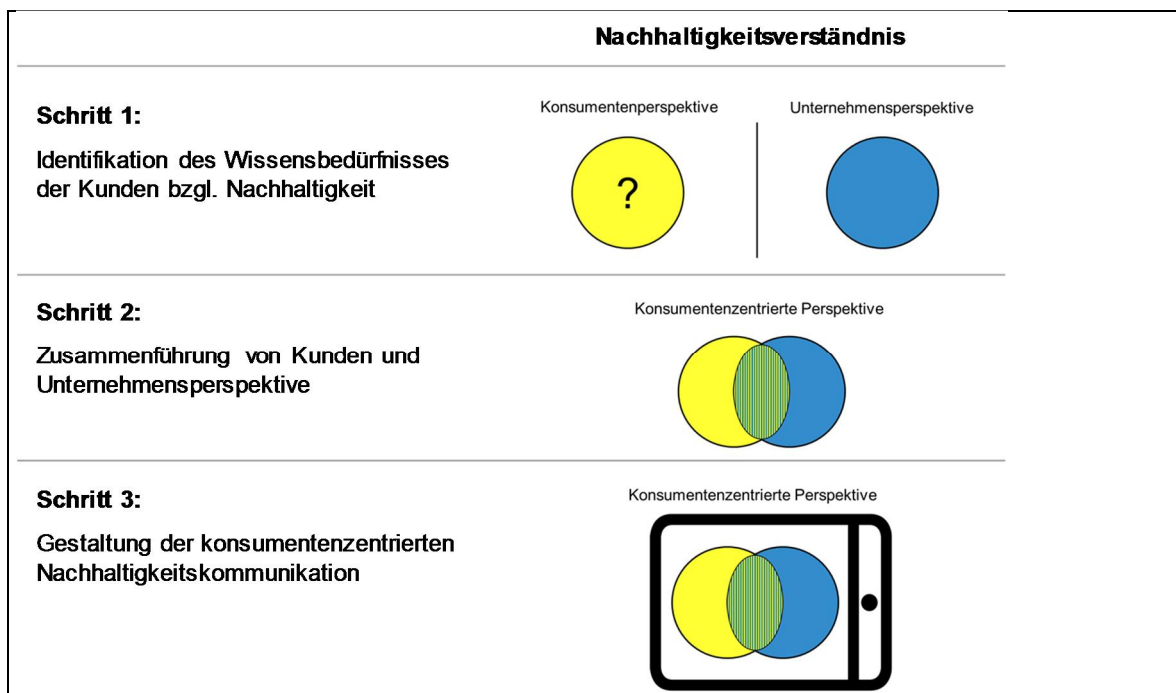 Nachhaltigkeitsverständnis
Schritt 1:
Identifikation des Wissensbedürfnisses
der Kunden bzgl. Nachhaltigkeit
Konsumentenperspektive
Unternehmensperspektive
?
Schritt 2:
Zusammenführung von Kunden und
Unternehmensperspektive
Konsumentenzentrierte Perspektive
Schritt 3:
Gestaltung der konsumentenzentrierten
Nachhaltigkeitskommunikation
Konsumentenzentrierte Perspektive